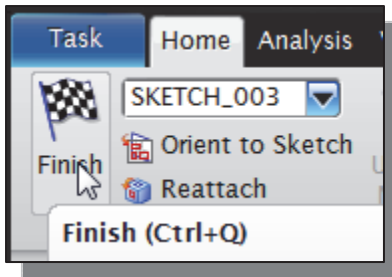 Task Home Analysis
SKETCH_003
Orient to Sketch
Finish
Reattach
Finish (Ctrl+Q)